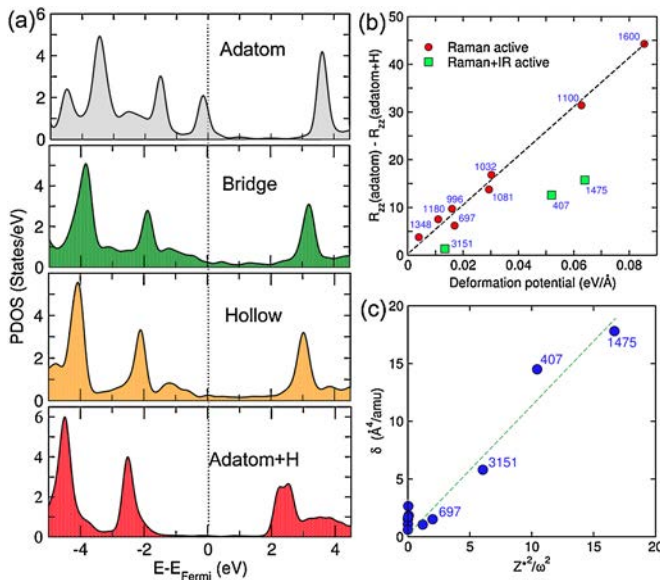 (a)
Adatom
Bridge
Hollow
Adatom+H
PDOS (States/eV)
6
4
2
0
4
2
0
4
2
0
6
4
2
0
-4 -2 0 2 4
E-E_Fermi (eV)
(b)
Raman active
Raman+IR active
1600
1100
1032
1081
996
1180
1348
697
3151
407
1475
R_zz(adatom) - R_zz(adatom+H)
50
40
30
20
10
0
0 0.02 0.04 0.06 0.08
Deformation potential (eV/Å)
(c)
1475
407
3151
697
δ (Å⁴/amu)
20
15
10
5
0
0 5 10 15 20
Z*²/ω²